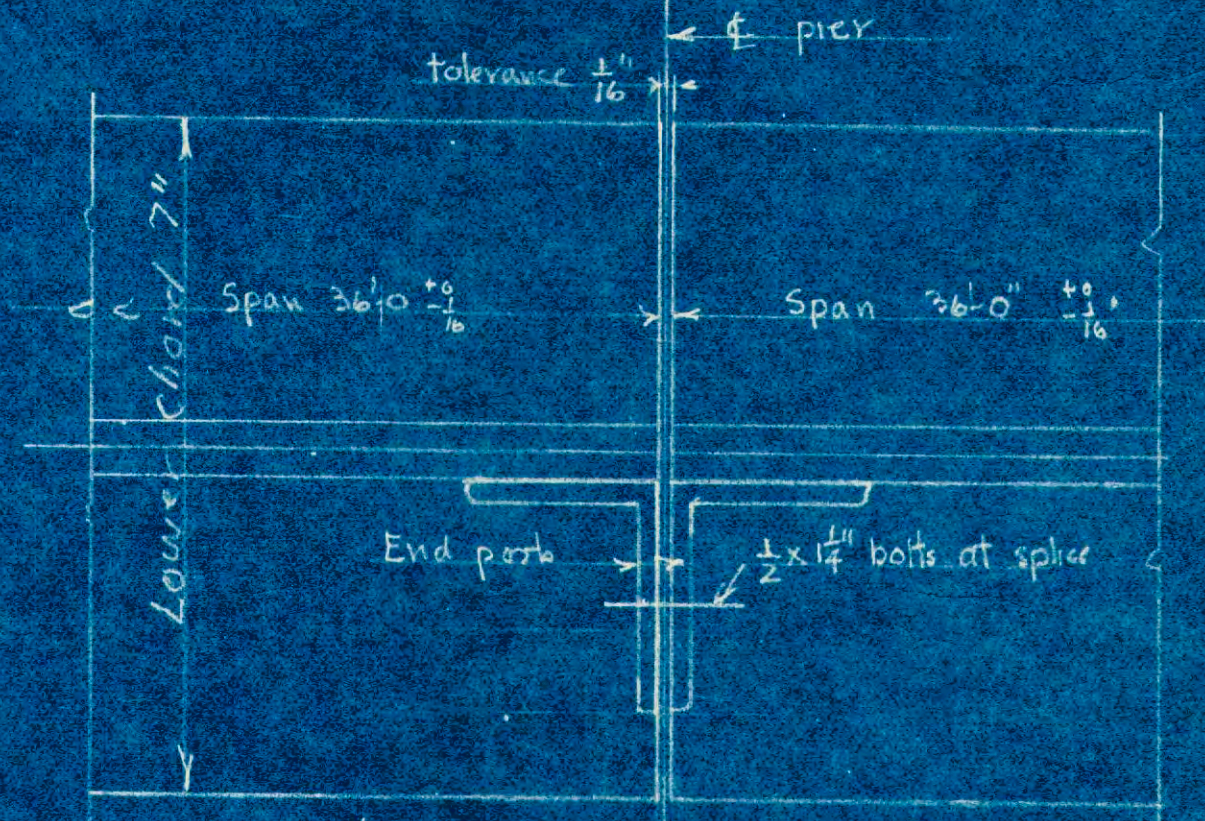 ℄ pier
tolerance 1/16"
Lower chord 7"
Span 36'-0 +0 -1/16
Span 36'-0" +0 -1/16"
End post
1/2 x 1 1/4" bolts at splice